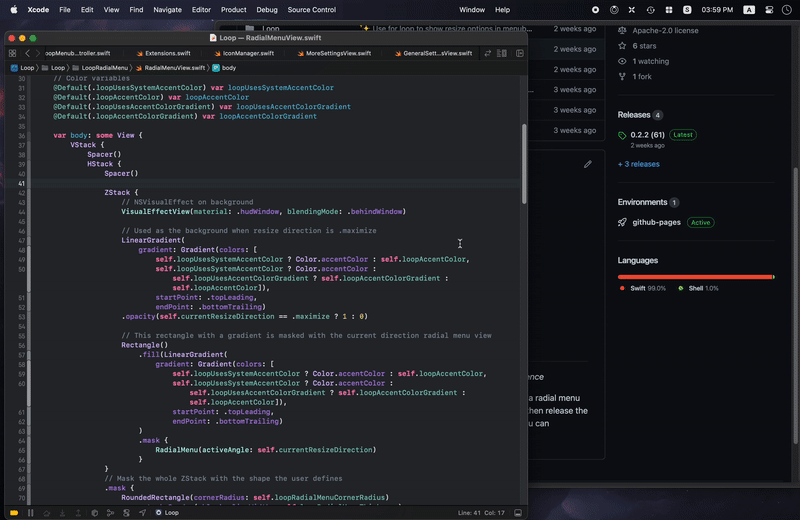 Xcode File Edit View Find Navigate Editor Product Debug Source Control Window Help S A 03:59 PM
Loop Use for loop to show resize options in menub... 2 weeks ago
Loop — RadialMenuView.swift
oopMenub...troller.swift Extensions.swift IconManager.swift MoreSettingsView.swift GeneralSett...sView.swift
Loop Loop LoopRadialMenu RadialMenuView.swift body
30 // Color variables
31 @Default(.loopUsesSystemAccentColor) var loopUsesSystemAccentColor
32 @Default(.loopAccentColor) var loopAccentColor
33 @Default(.loopUsesAccentColorGradient) var loopUsesAccentColorGradient
34 @Default(.loopAccentColorGradient) var loopAccentColorGradient
35
36 var body: some View {
37 VStack {
38 Spacer()
39 HStack {
40 Spacer()
41
42 ZStack {
43 // NSVisualEffect on background
44 VisualEffectView(material: .hudWindow, blendingMode: .behindWindow)
45
46 // Used as the background when resize direction is .maximize
47 LinearGradient(
48 gradient: Gradient(colors: [
49 self.loopUsesSystemAccentColor ? Color.accentColor : self.loopAccentColor,
50 self.loopUsesSystemAccentColor ? Color.accentColor :
self.loopUsesAccentColorGradient ? self.loopAccentColorGradient :
self.loopAccentColor]),
51 startPoint: .topLeading,
52 endPoint: .bottomTrailing)
53 .opacity(self.currentResizeDirection == .maximize ? 1 : 0)
54
55 // This rectangle with a gradient is masked with the current direction radial menu view
56 Rectangle()
57 .fill(LinearGradient(
58 gradient: Gradient(colors: [
59 self.loopUsesSystemAccentColor ? Color.accentColor : self.loopAccentColor,
60 self.loopUsesSystemAccentColor ? Color.accentColor :
self.loopUsesAccentColorGradient ? self.loopAccentColorGradient :
self.loopAccentColor]),
61 startPoint: .topLeading,
62 endPoint: .bottomTrailing)
63 )
64 .mask {
65 RadialMenu(activeAngle: self.currentResizeDirection)
66 }
67 }
68 // Mask the whole ZStack with the shape the user defines
69 .mask {
70 RoundedRectangle(cornerRadius: self.loopRadialMenuCornerRadius)
Loop Line: 41 Col: 17
2 weeks ago
2 weeks ago
3 weeks ago
3 weeks ago
3 weeks ago
ence
a radial menu
then release the
u can
Apache-2.0 license
6 stars
1 watching
1 fork
Releases 4
0.2.2 (61) Latest
2 weeks ago
+ 3 releases
Environments 1
github-pages Active
Languages
Swift 99.0% Shell 1.0%